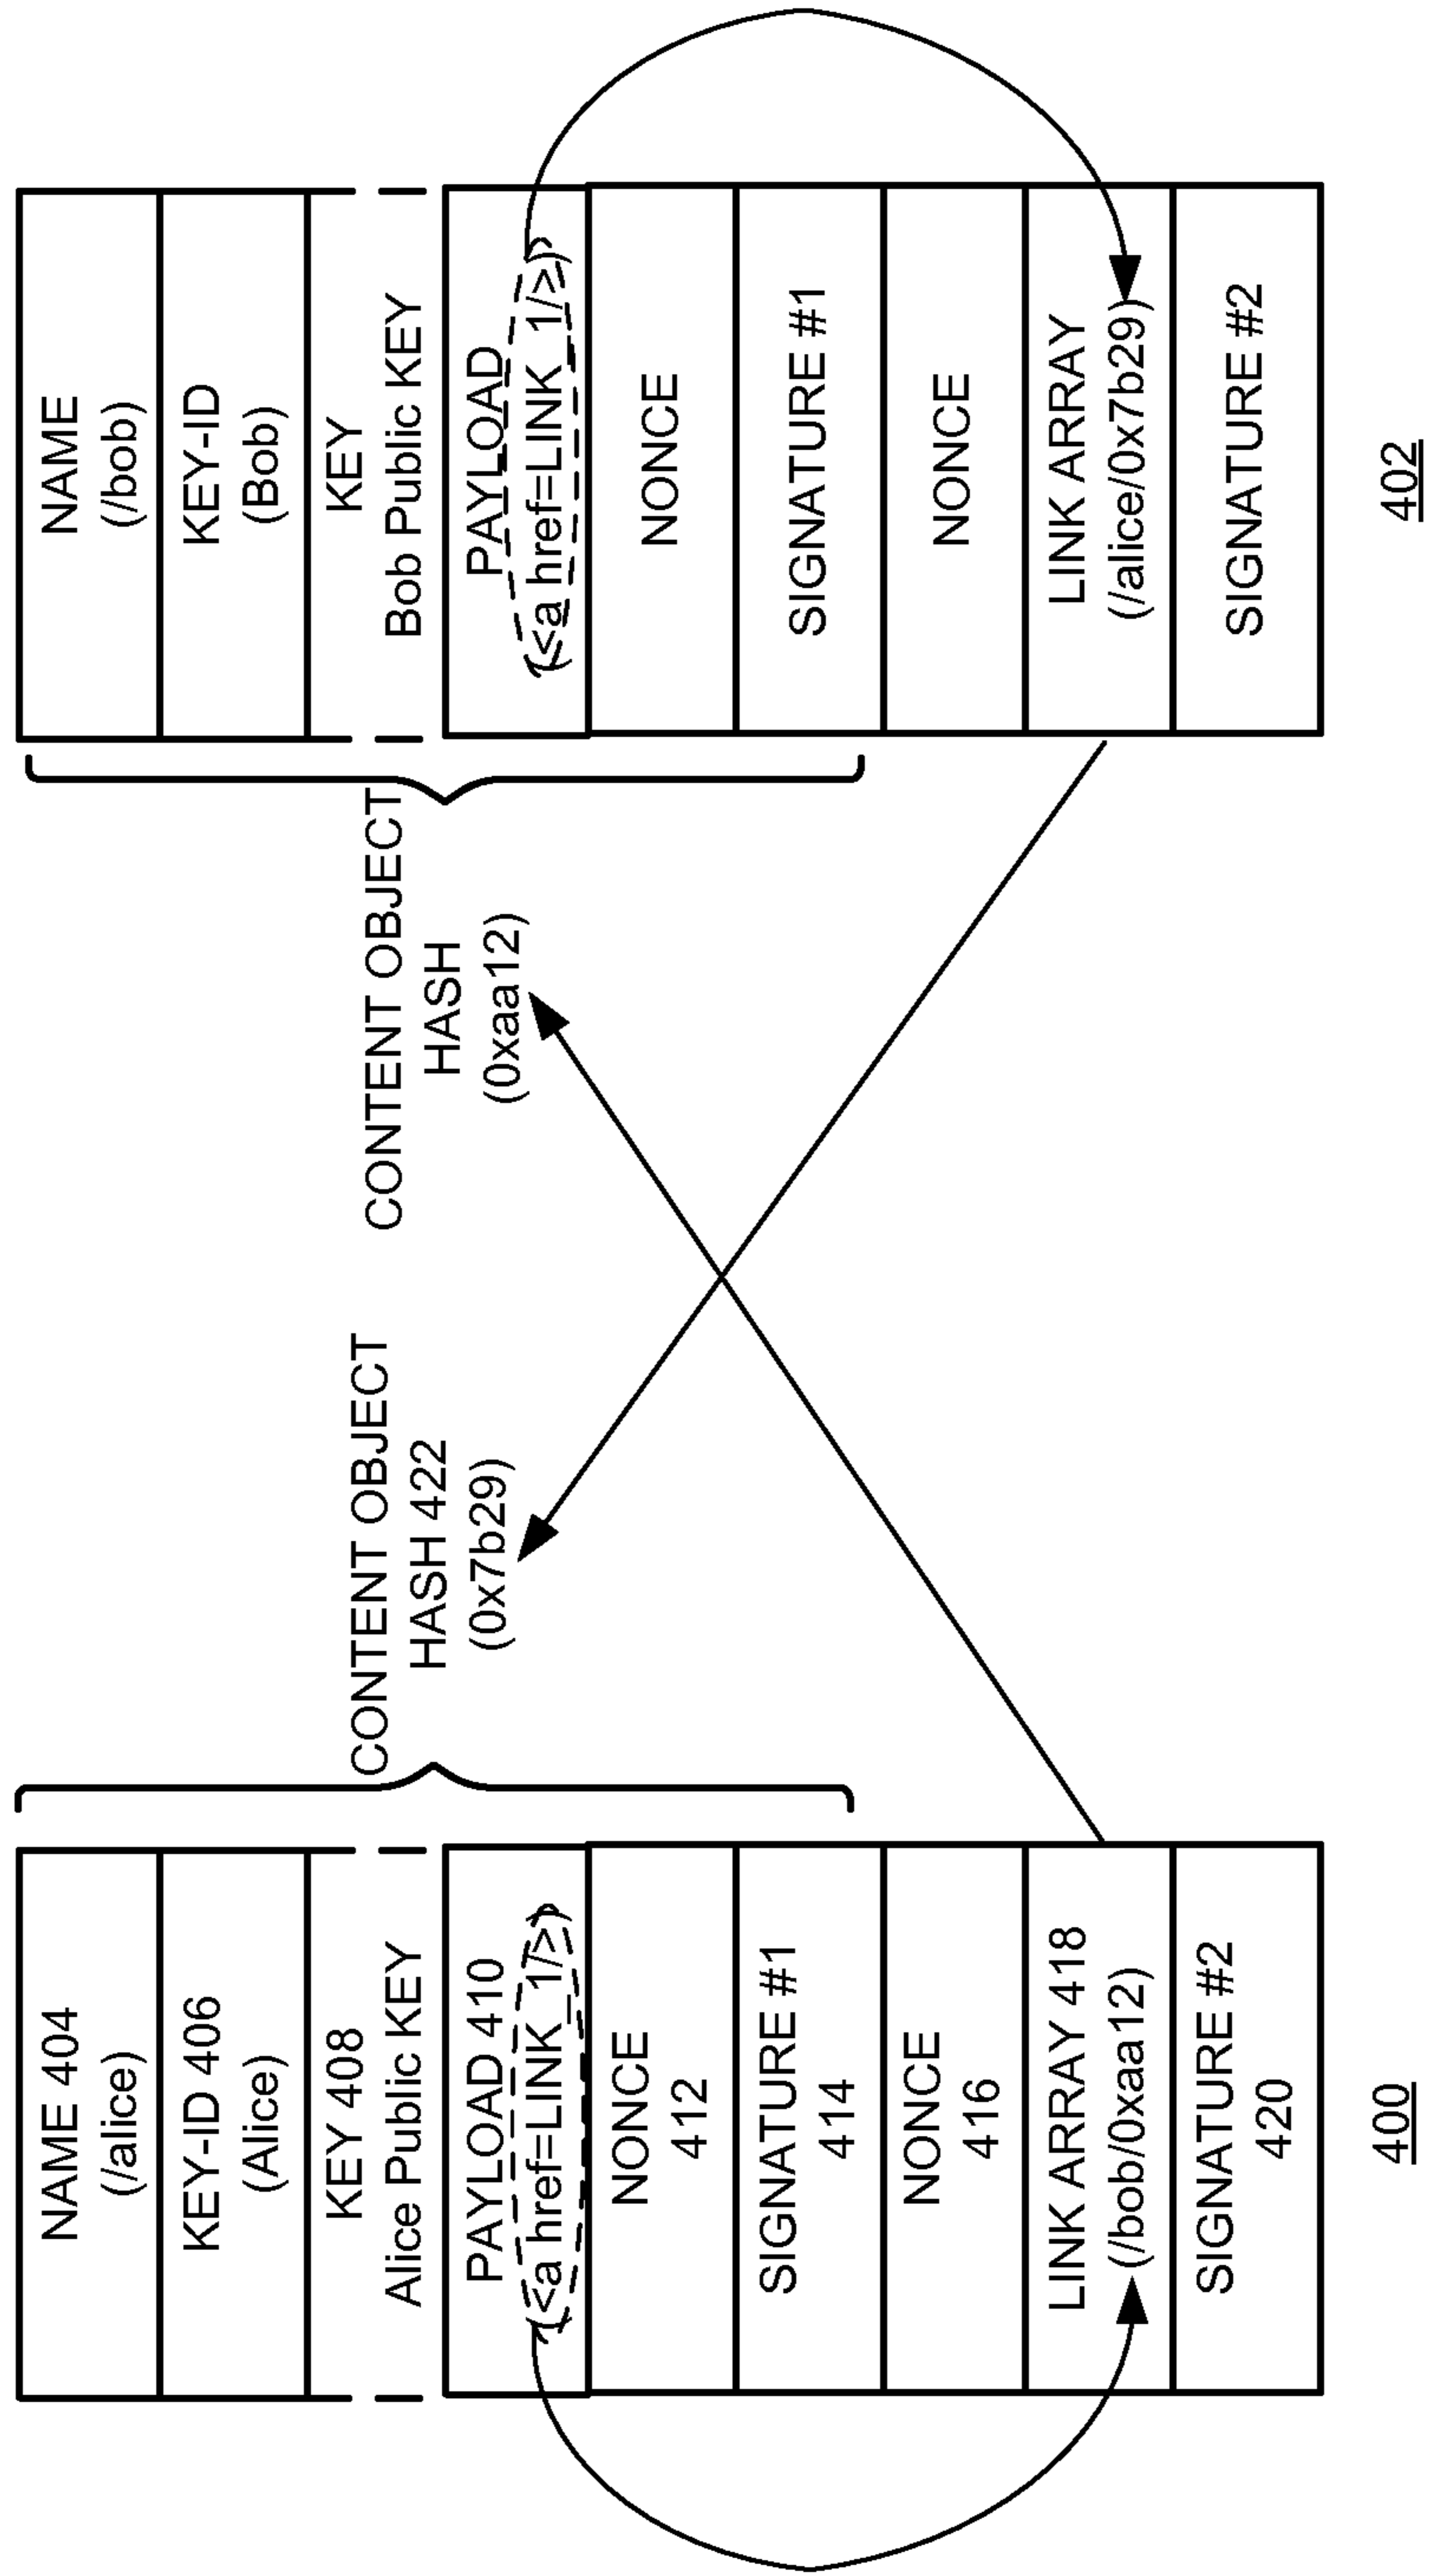 NAME 404
(/alice)
KEY-ID 406
(Alice)
KEY 408
Alice Public KEY
PAYLOAD 410
(<a href=LINK_1/>)
NONCE
412
SIGNATURE #1
414
NONCE
416
LINK ARRAY 418
(/bob/0xaa12)
SIGNATURE #2
420
400
CONTENT OBJECT
HASH 422
(0x7b29)
CONTENT OBJECT
HASH
(0xaa12)
NAME
(/bob)
KEY-ID
(Bob)
KEY
Bob Public KEY
PAYLOAD
(<a href=LINK_1/>)
NONCE
SIGNATURE #1
NONCE
LINK ARRAY
(/alice/0x7b29)
SIGNATURE #2
402